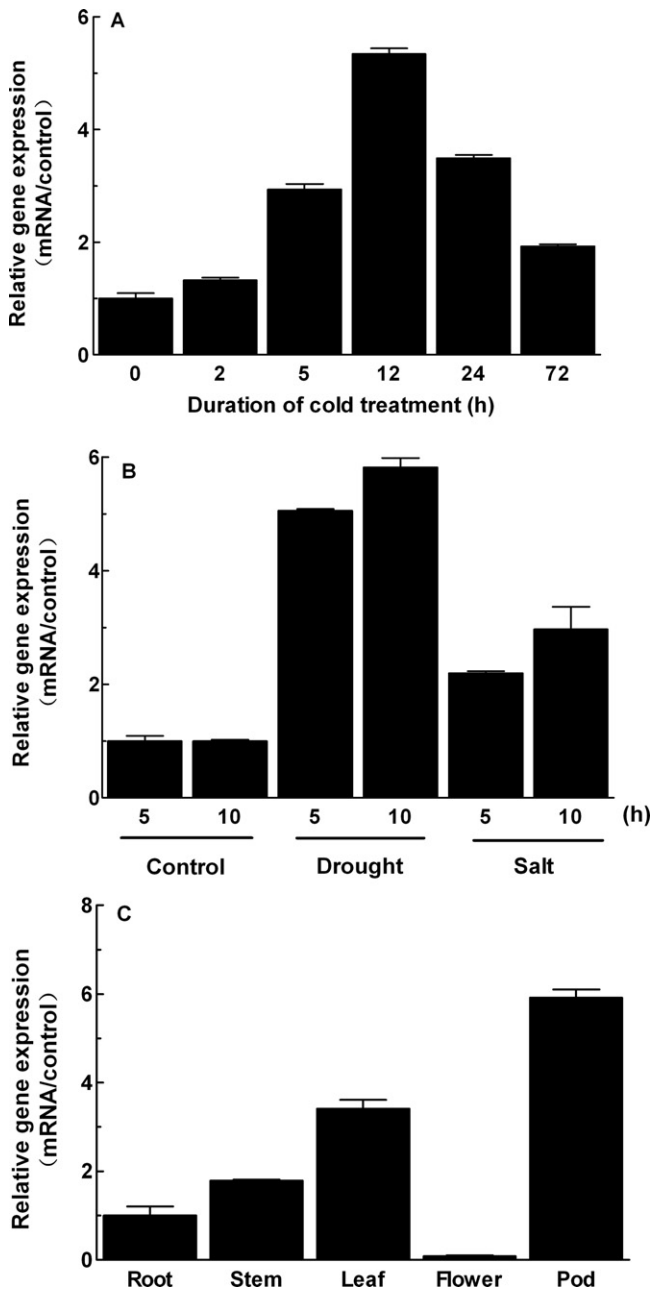 A
Relative gene expression
（mRNA/control）
6
4
2
0
0 2 5 12 24 72
Duration of cold treatment (h)
B
Relative gene expression
（mRNA/control）
6
4
2
0
5 10 5 10 5 10 (h)
Control Drought Salt
C
Relative gene expression
（mRNA/control）
8
6
4
2
0
Root Stem Leaf Flower Pod